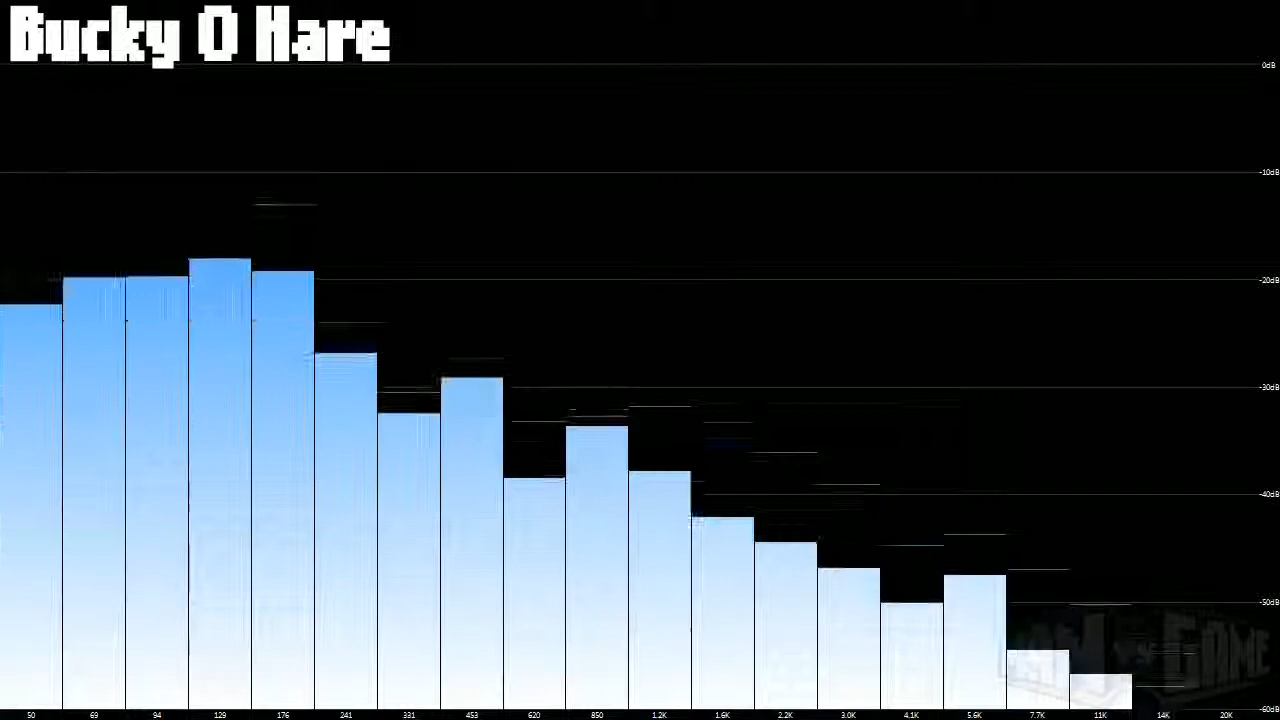 Bucky O Hare
0dB
-10dB
-20dB
-30dB
-40dB
-50dB
-60dB
50 69 94 129 176 241 331 453 620 850 1.2K 1.6K 2.2K 3.0K 4.1K 5.6K 7.7K 11K 14K 20K